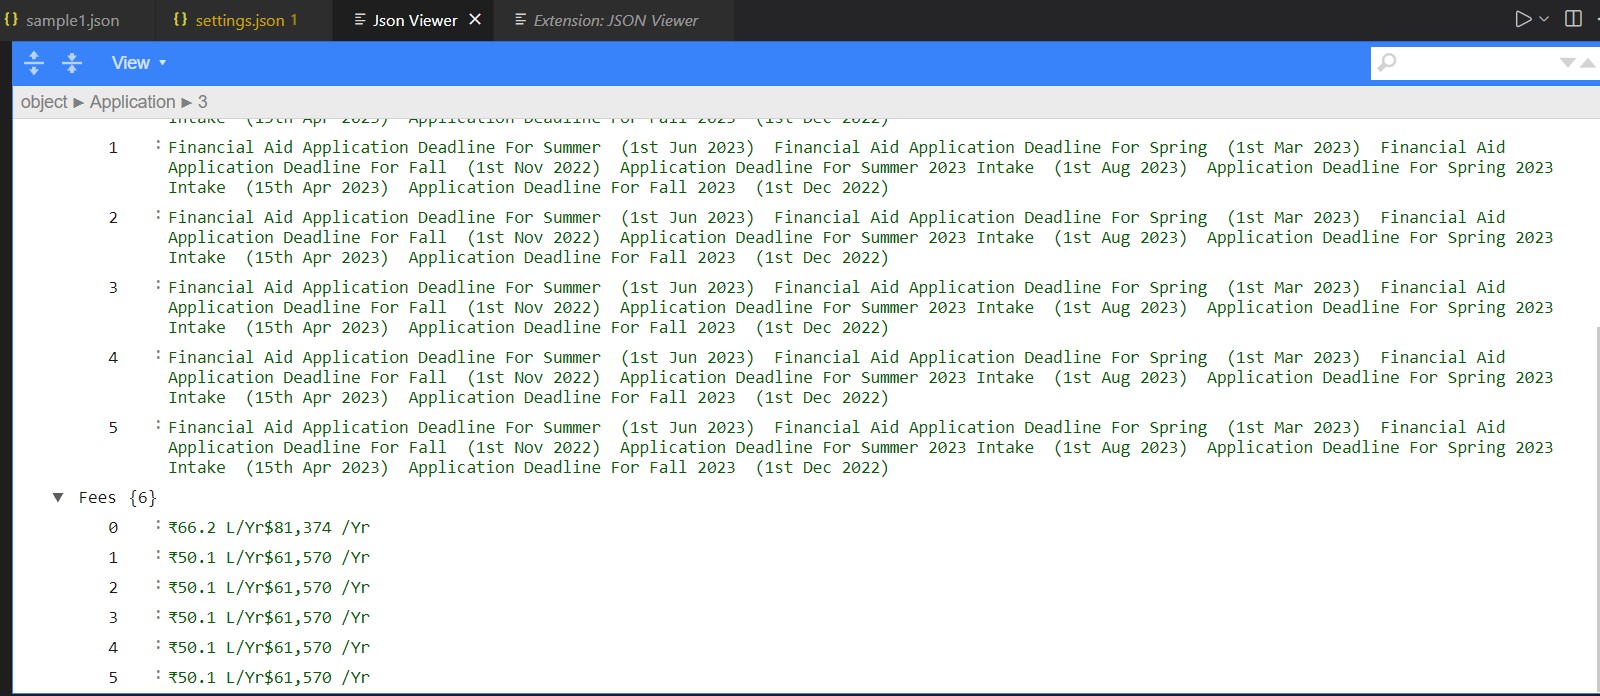 {} sample1.json {} settings.json 1 Json Viewer Extension: JSON Viewer
View
object ▶ Application ▶ 3
Intake (15th Apr 2023) Application Deadline For Fall 2023 (1st Dec 2022)
1 : Financial Aid Application Deadline For Summer (1st Jun 2023) Financial Aid Application Deadline For Spring (1st Mar 2023) Financial Aid
Application Deadline For Fall (1st Nov 2022) Application Deadline For Summer 2023 Intake (1st Aug 2023) Application Deadline For Spring 2023
Intake (15th Apr 2023) Application Deadline For Fall 2023 (1st Dec 2022)
2 : Financial Aid Application Deadline For Summer (1st Jun 2023) Financial Aid Application Deadline For Spring (1st Mar 2023) Financial Aid
Application Deadline For Fall (1st Nov 2022) Application Deadline For Summer 2023 Intake (1st Aug 2023) Application Deadline For Spring 2023
Intake (15th Apr 2023) Application Deadline For Fall 2023 (1st Dec 2022)
3 : Financial Aid Application Deadline For Summer (1st Jun 2023) Financial Aid Application Deadline For Spring (1st Mar 2023) Financial Aid
Application Deadline For Fall (1st Nov 2022) Application Deadline For Summer 2023 Intake (1st Aug 2023) Application Deadline For Spring 2023
Intake (15th Apr 2023) Application Deadline For Fall 2023 (1st Dec 2022)
4 : Financial Aid Application Deadline For Summer (1st Jun 2023) Financial Aid Application Deadline For Spring (1st Mar 2023) Financial Aid
Application Deadline For Fall (1st Nov 2022) Application Deadline For Summer 2023 Intake (1st Aug 2023) Application Deadline For Spring 2023
Intake (15th Apr 2023) Application Deadline For Fall 2023 (1st Dec 2022)
5 : Financial Aid Application Deadline For Summer (1st Jun 2023) Financial Aid Application Deadline For Spring (1st Mar 2023) Financial Aid
Application Deadline For Fall (1st Nov 2022) Application Deadline For Summer 2023 Intake (1st Aug 2023) Application Deadline For Spring 2023
Intake (15th Apr 2023) Application Deadline For Fall 2023 (1st Dec 2022)
▼ Fees {6}
0 : ₹66.2 L/Yr$81,374 /Yr
1 : ₹50.1 L/Yr$61,570 /Yr
2 : ₹50.1 L/Yr$61,570 /Yr
3 : ₹50.1 L/Yr$61,570 /Yr
4 : ₹50.1 L/Yr$61,570 /Yr
5 : ₹50.1 L/Yr$61,570 /Yr